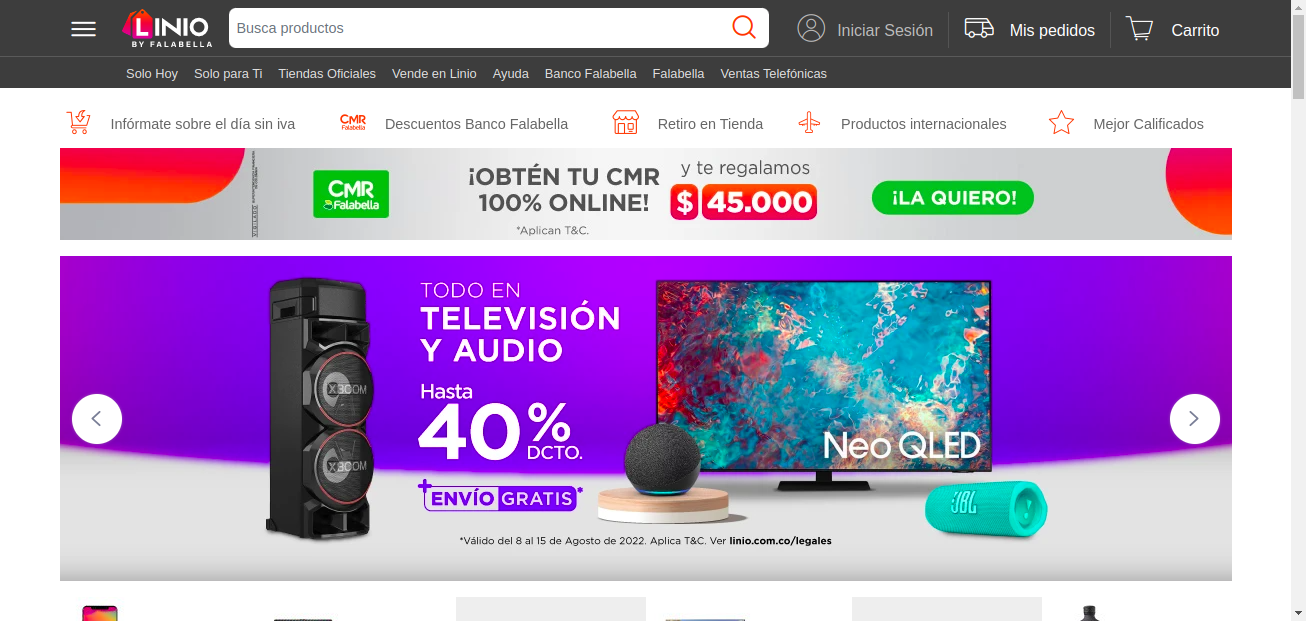 LINIO
BY FALABELLA
Busca productos
Iniciar Sesión
Mis pedidos
Carrito
Solo Hoy
Solo para Ti
Tiendas Oficiales
Vende en Linio
Ayuda
Banco Falabella
Falabella
Ventas Telefónicas
Infórmate sobre el día sin iva
CMR
Falabella
Descuentos Banco Falabella
Retiro en Tienda
Productos internacionales
Mejor Calificados
VIGILADO
CMR
Falabella
¡OBTÉN TU CMR
100% ONLINE!
*Aplican T&C.
y te regalamos
$ 45.000
¡LA QUIERO!
TODO EN
TELEVISIÓN
Y AUDIO
Hasta
40%
DCTO.
+ENVÍO GRATIS*
XBOOM
XBOOM
Neo QLED
JBL
*Válido del 8 al 15 de Agosto de 2022. Aplica T&C. Ver linio.com.co/legales